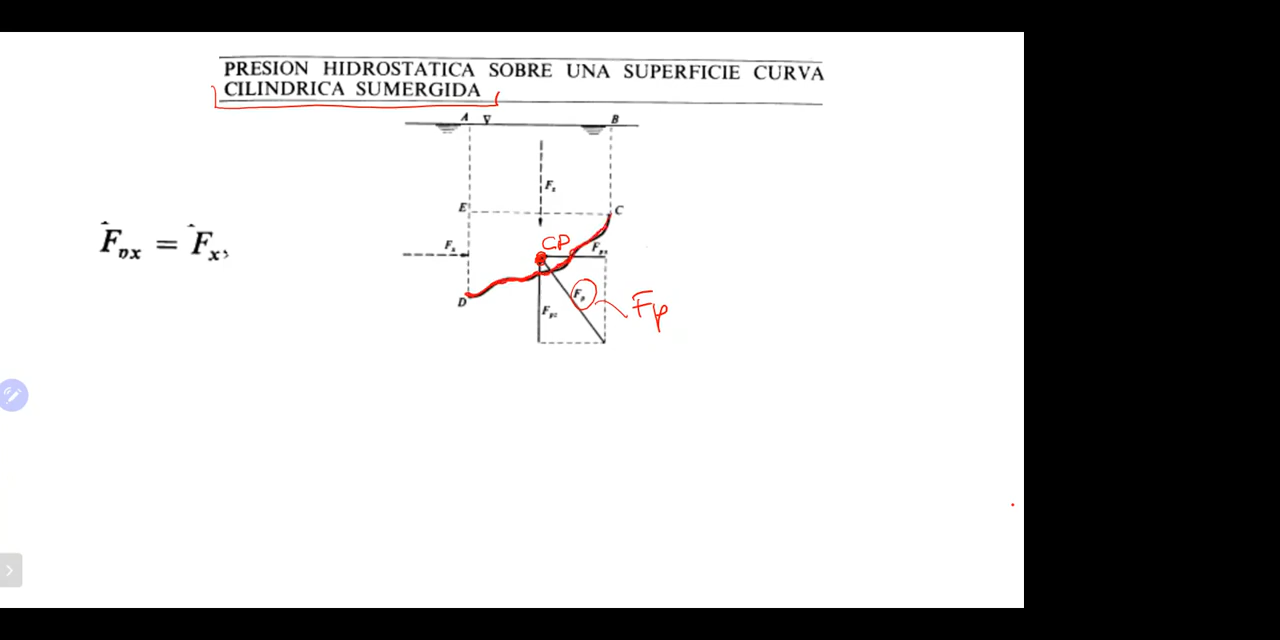 PRESION HIDROSTATICA SOBRE UNA SUPERFICIE CURVA
CILINDRICA SUMERGIDA
A ∇ B
F_z
E C
F_px = F_x,
F_x CP F_px
D F_p Fp
F_pz